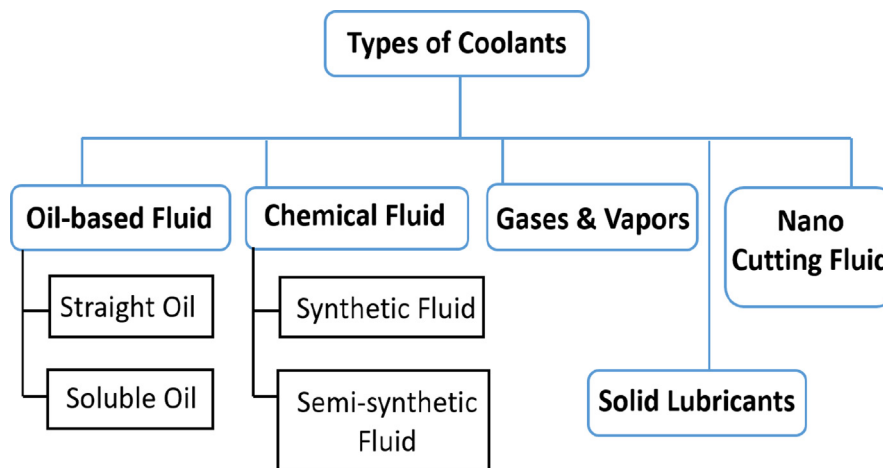 Types of Coolants
Oil-based Fluid
Chemical Fluid
Gases & Vapors
Nano
Cutting Fluid
Straight Oil
Synthetic Fluid
Soluble Oil
Semi-synthetic
Fluid
Solid Lubricants